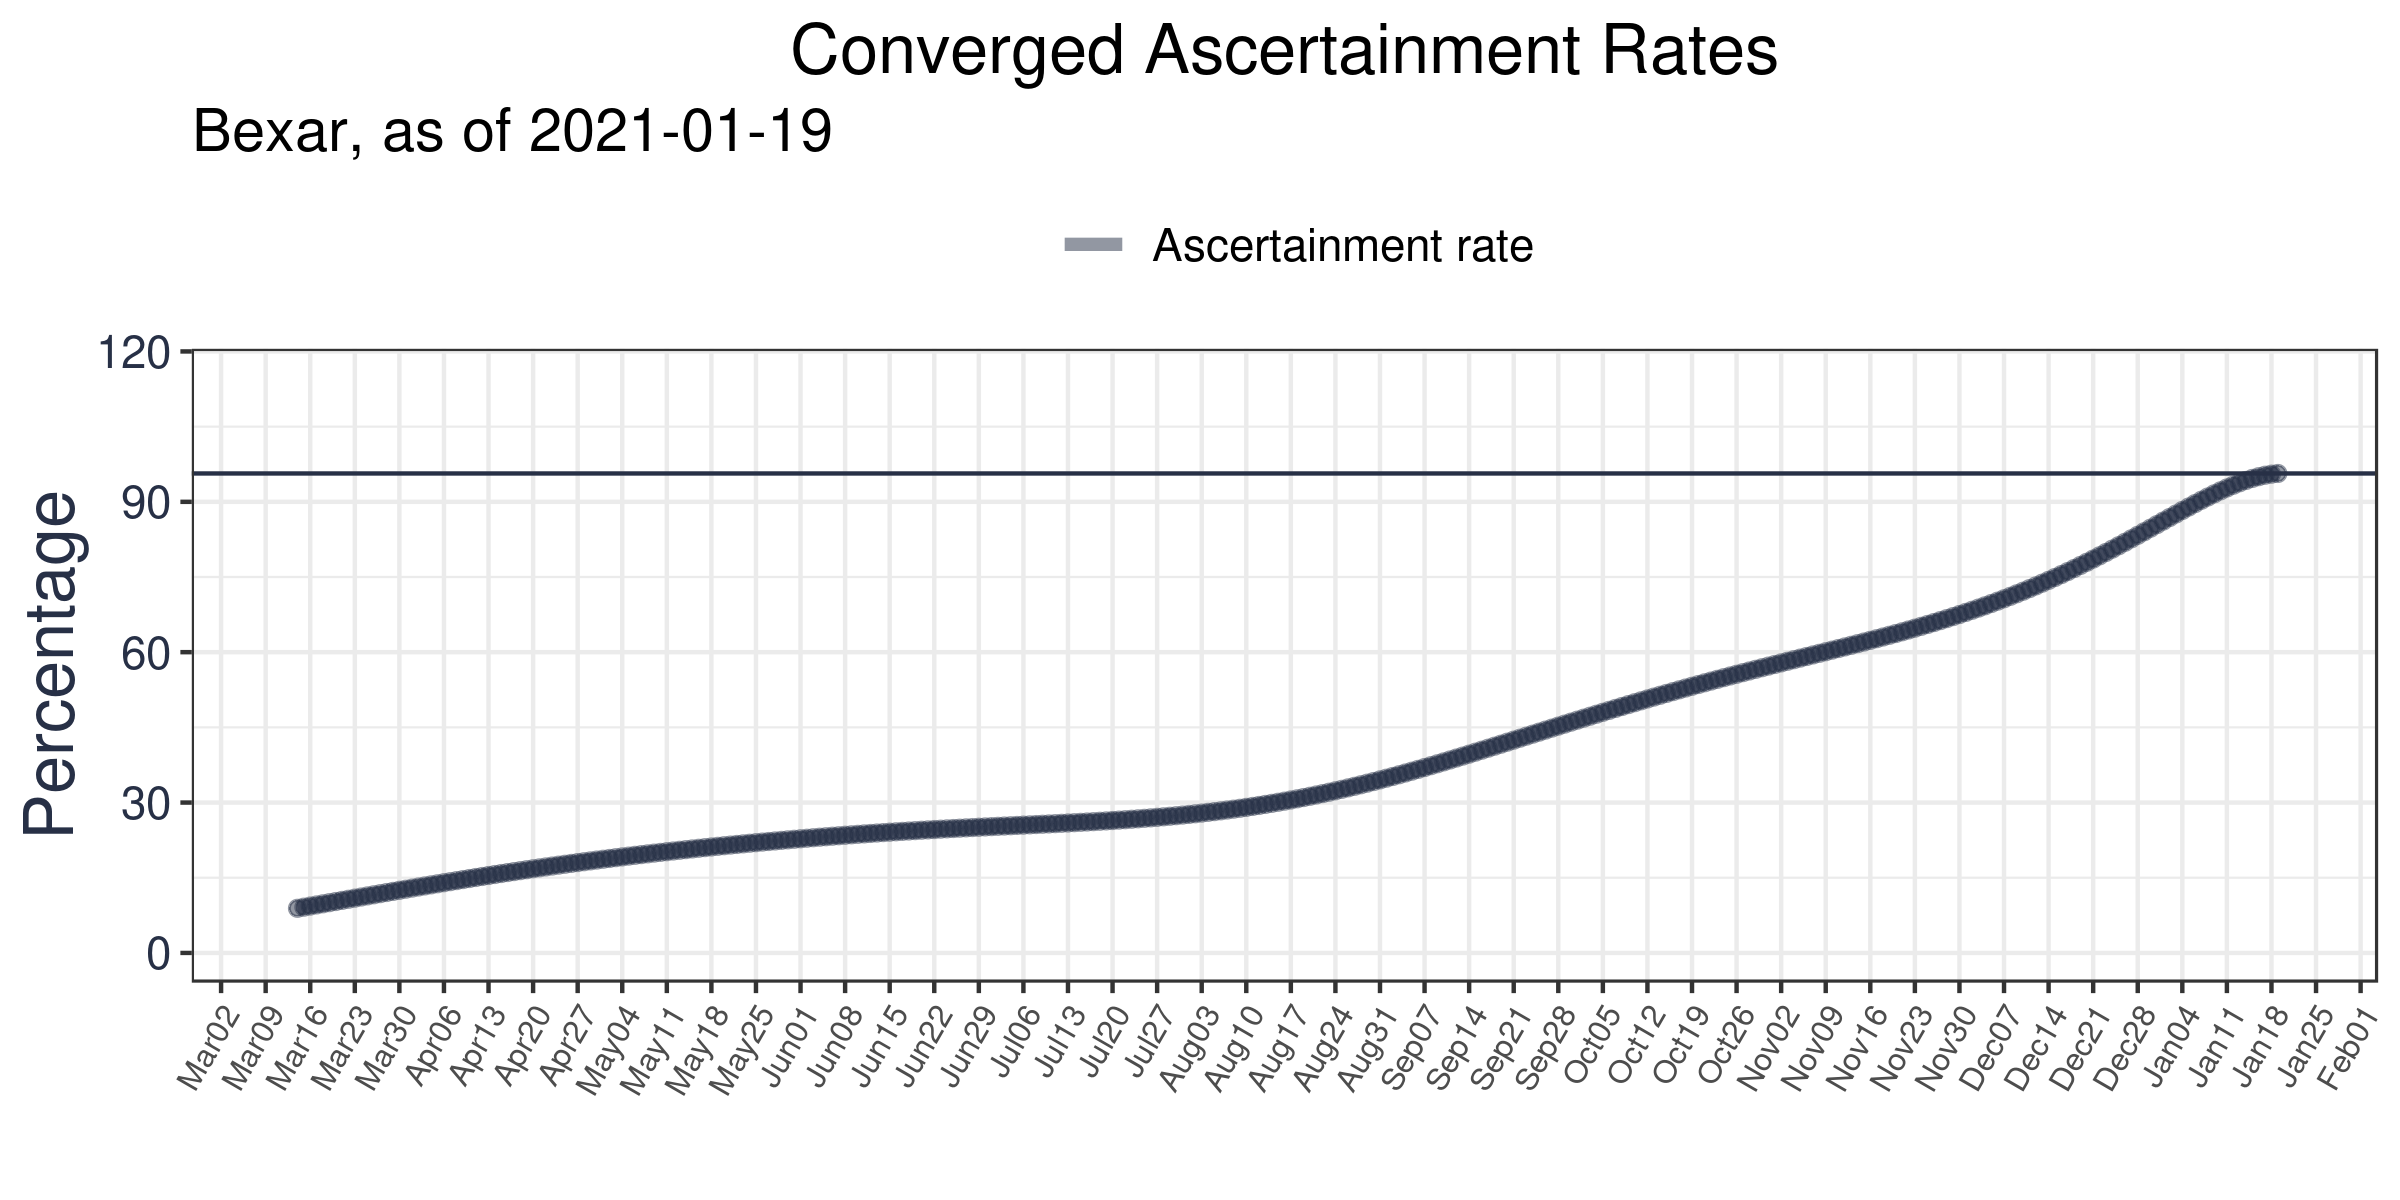 Converged Ascertainment Rates
Bexar, as of 2021-01-19
Ascertainment rate
Percentage
120
90
60
30
0
Mar02
Mar09
Mar16
Mar23
Mar30
Apr06
Apr13
Apr20
Apr27
May04
May11
May18
May25
Jun01
Jun08
Jun15
Jun22
Jun29
Jul06
Jul13
Jul20
Jul27
Aug03
Aug10
Aug17
Aug24
Aug31
Sep07
Sep14
Sep21
Sep28
Oct05
Oct12
Oct19
Oct26
Nov02
Nov09
Nov16
Nov23
Nov30
Dec07
Dec14
Dec21
Dec28
Jan04
Jan11
Jan18
Jan25
Feb01